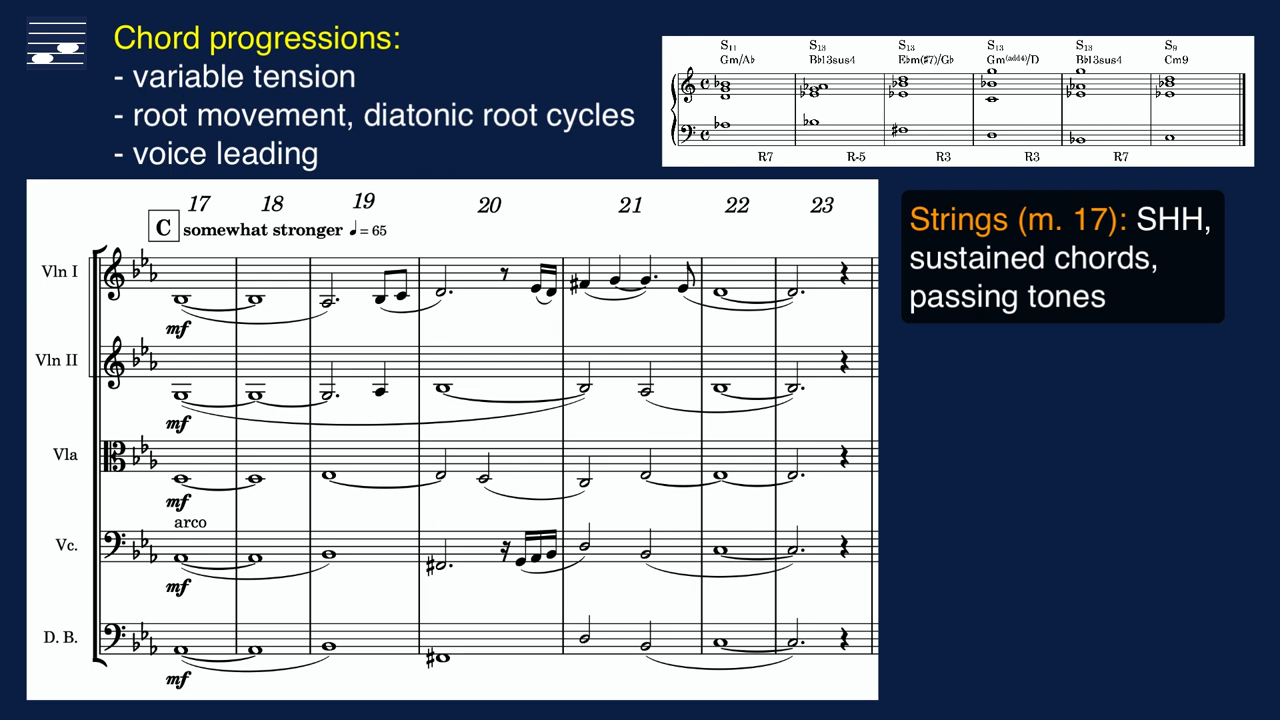 Chord progressions:
- variable tension
- root movement, diatonic root cycles
- voice leading
S11 S13 S13 S13 S13 S9
Gm/A♭ B♭13sus4 E♭m(♯7)/G♭ Gm(add4)/D B♭13sus4 Cm9
R7 R-5 R3 R3 R7
17 18 19 20 21 22 23
C somewhat stronger ♩ = 65
Vln I
mf
Vln II
mf
Vla
mf
arco
Vc.
mf
D. B.
mf
Strings (m. 17): SHH,
sustained chords,
passing tones